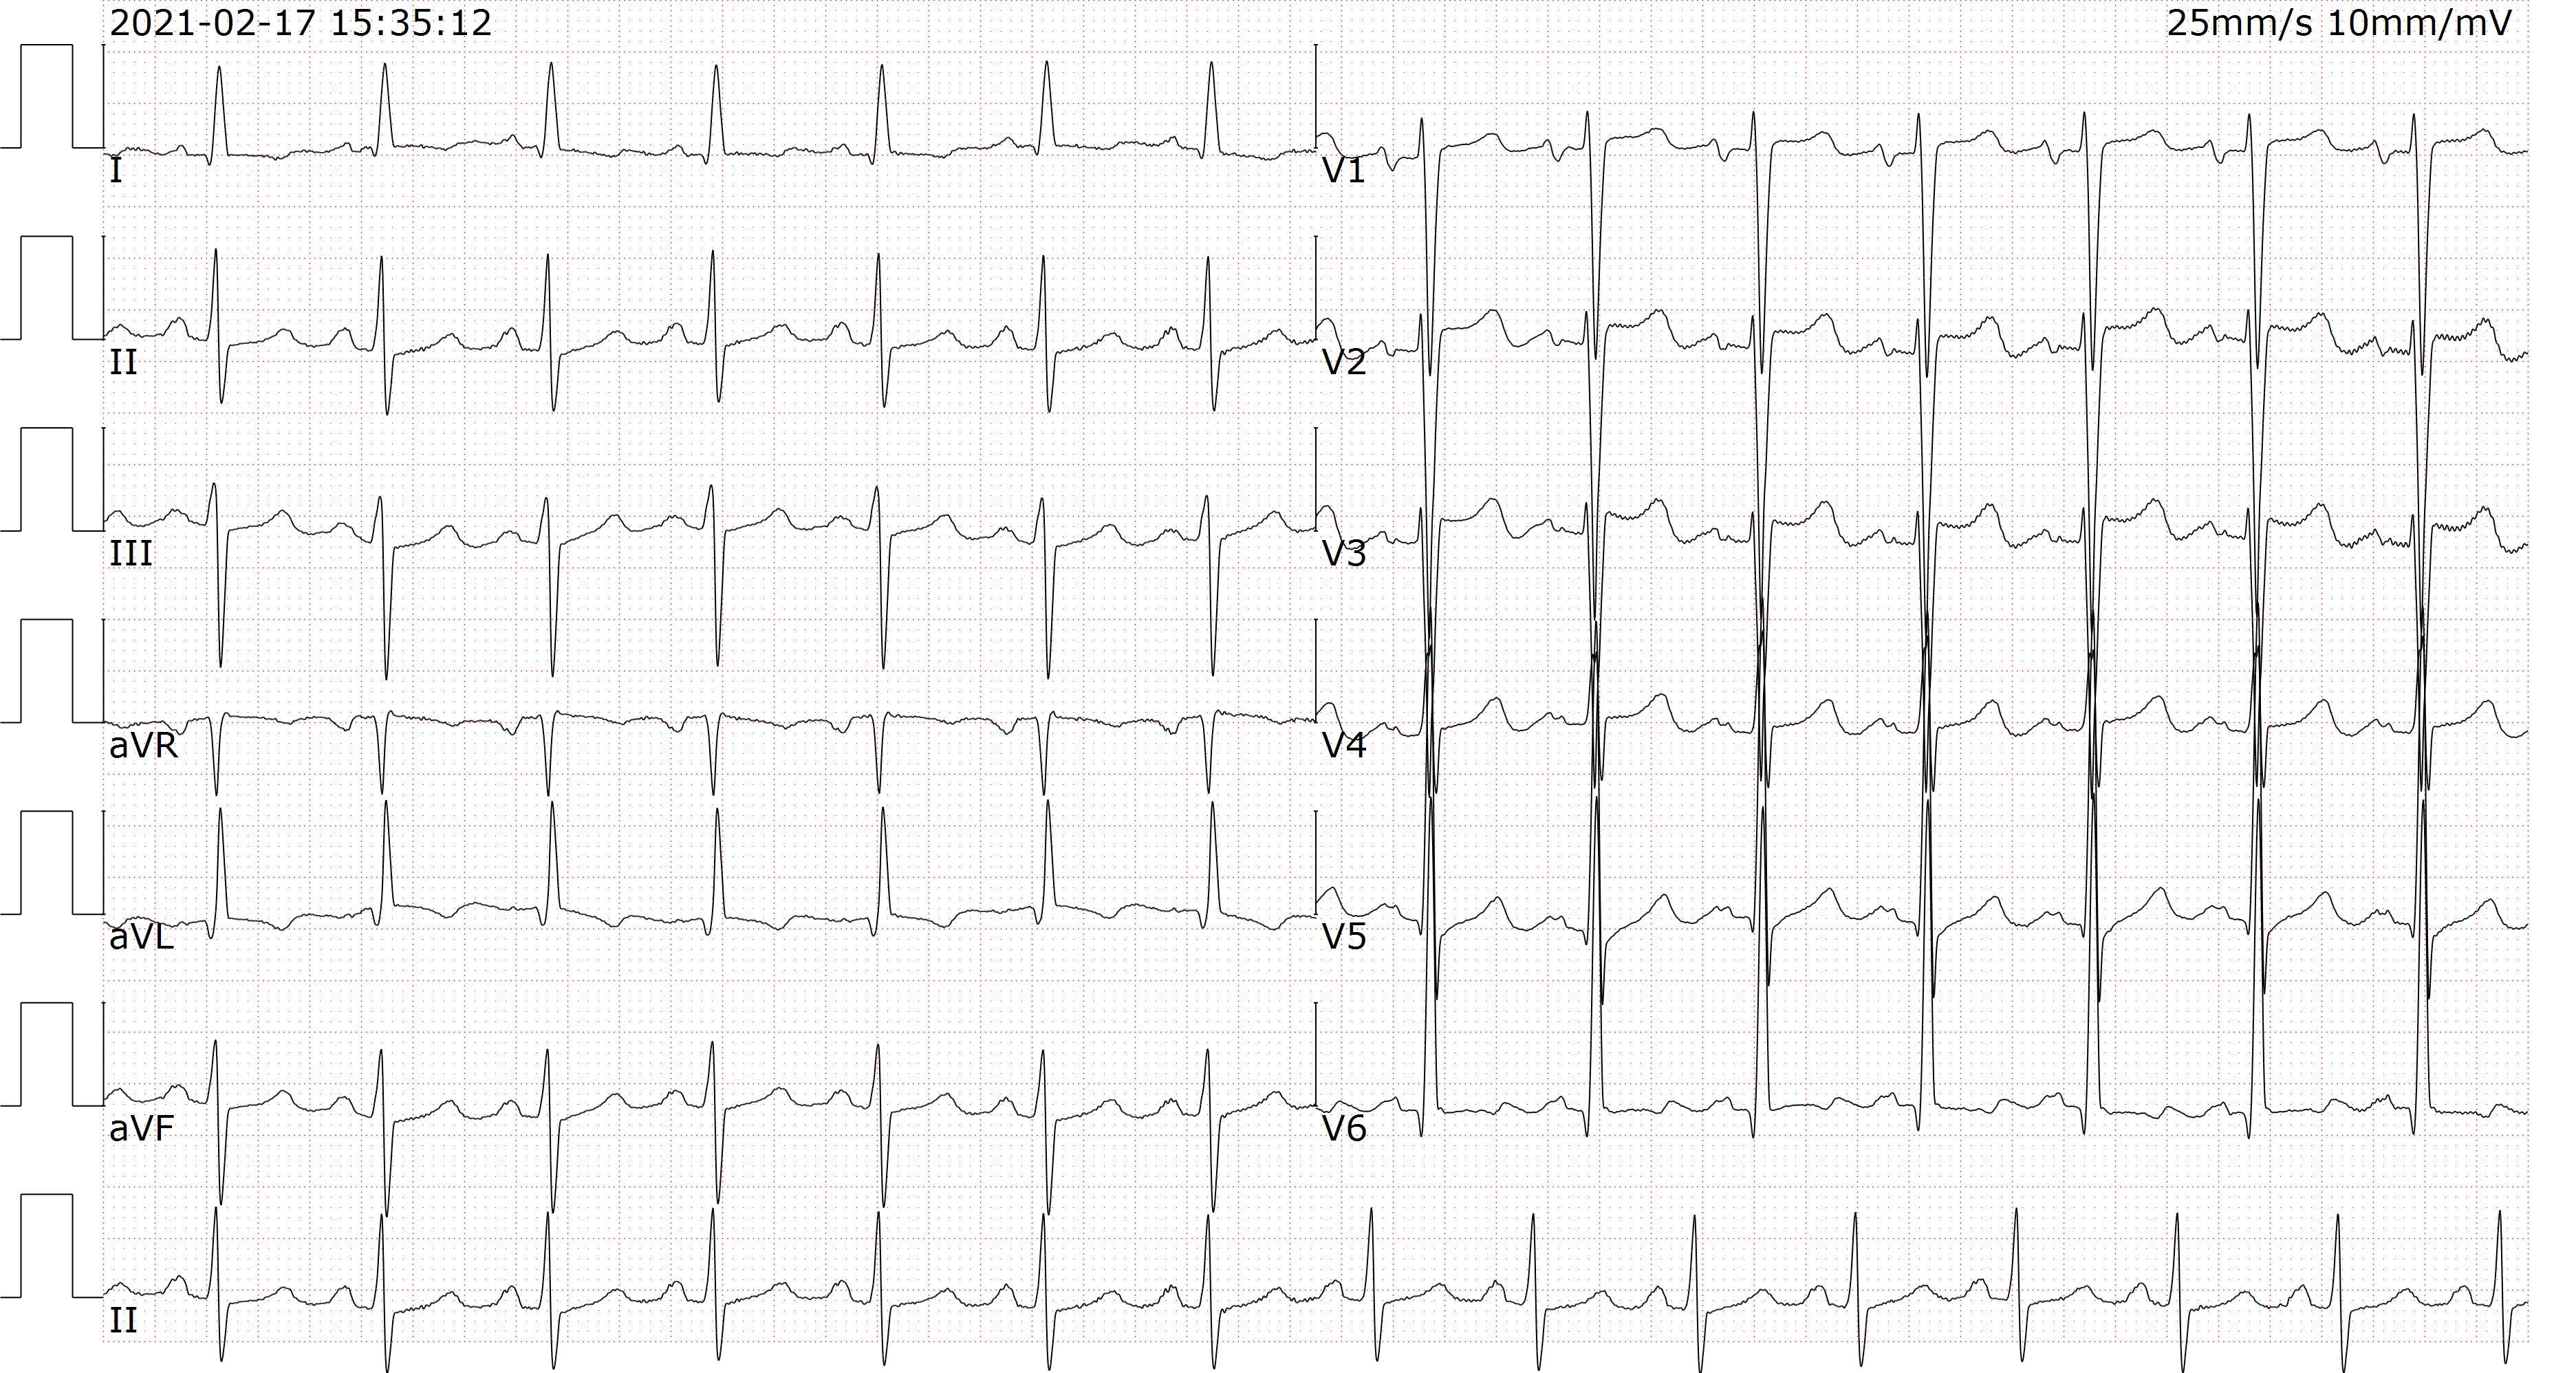 2021-02-17 15:35:12
25mm/s 10mm/mV
I
V1
II
V2
III
V3
aVR
V4
aVL
V5
aVF
V6
II